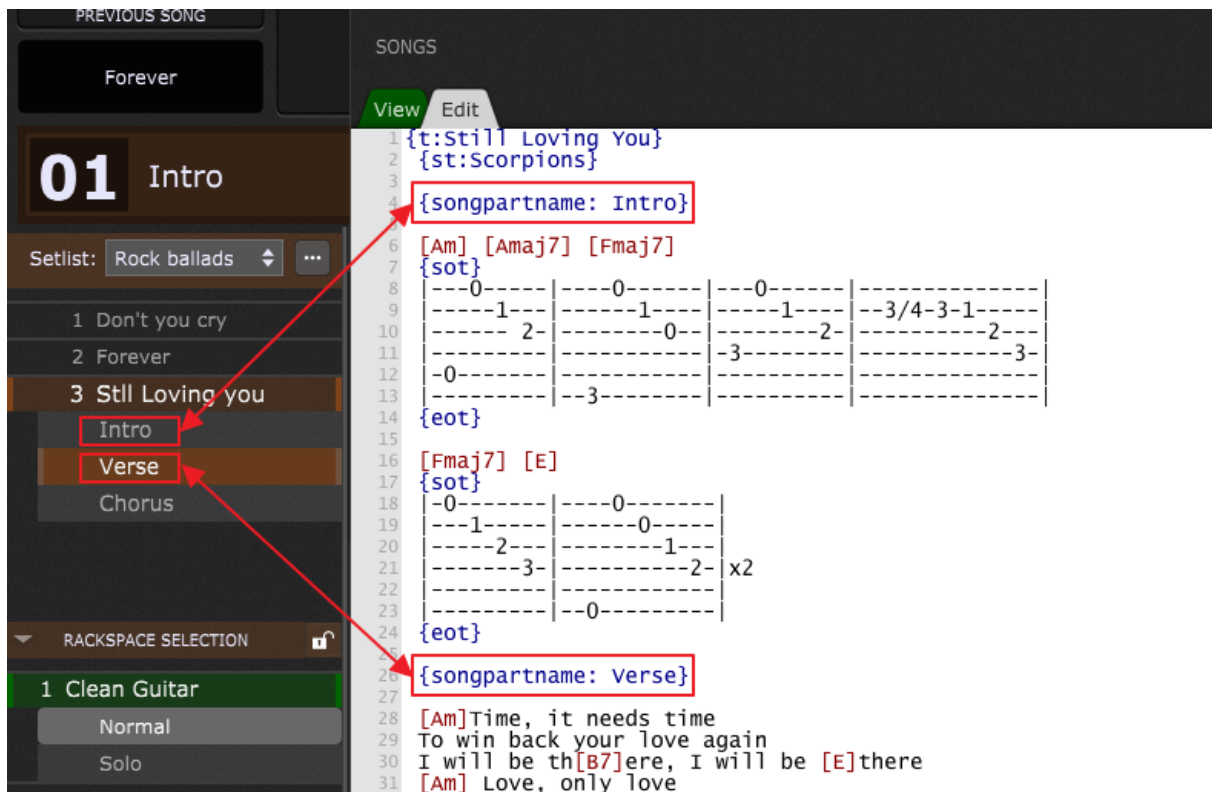 PREVIOUS SONG
Forever
01 Intro
Setlist: Rock ballads ...
1 Don't you cry
2 Forever
3 Stll Loving you
Intro
Verse
Chorus
RACKSPACE SELECTION
1 Clean Guitar
Normal
Solo
SONGS
View Edit
1 {t:Still Loving You}
2 {st:Scorpions}
3
4 {songpartname: Intro}
5
6 [Am] [Amaj7] [Fmaj7]
7 {sot}
8 |---0-----|----0------|---0------|--------------|
9 |-----1---|------1----|-----1----|--3/4-3-1-----|
10 |------ 2-|--------0--|--------2-|----------2---|
11 |---------|-----------|-3--------|------------3-|
12 |-0-------|-----------|----------|--------------|
13 |---------|--3--------|----------|--------------|
14 {eot}
15
16 [Fmaj7] [E]
17 {sot}
18 |-0-------|----0-------|
19 |---1-----|------0-----|
20 |-----2---|--------1---|
21 |-------3-|----------2-|x2
22 |---------|------------|
23 |---------|--0---------|
24 {eot}
25
26 {songpartname: Verse}
27
28 [Am]Time, it needs time
29 To win back your love again
30 I will be th[B7]ere, I will be [E]there
31 [Am] Love, only love